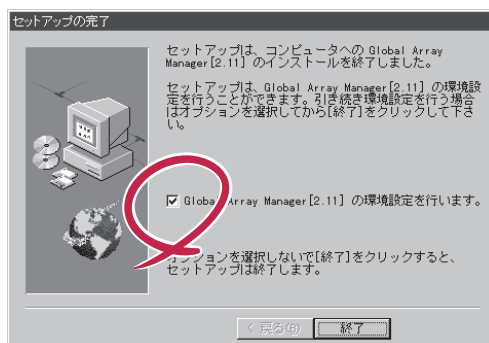 セットアップの完了
セットアップは、コンピュータへの Global Array
Manager[2.11] のインストールを終了しました。
セットアップは、Global Array Manager[2.11] の環境設
定を行うことができます。引き続き環境設定を行う場合
はオプションを選択してから[終了]をクリックして下さ
い。
Global Array Manager[2.11] の環境設定を行います。
オプションを選択しないで[終了]をクリックすると、
セットアップは終了します。
< 戻る(B) 終了